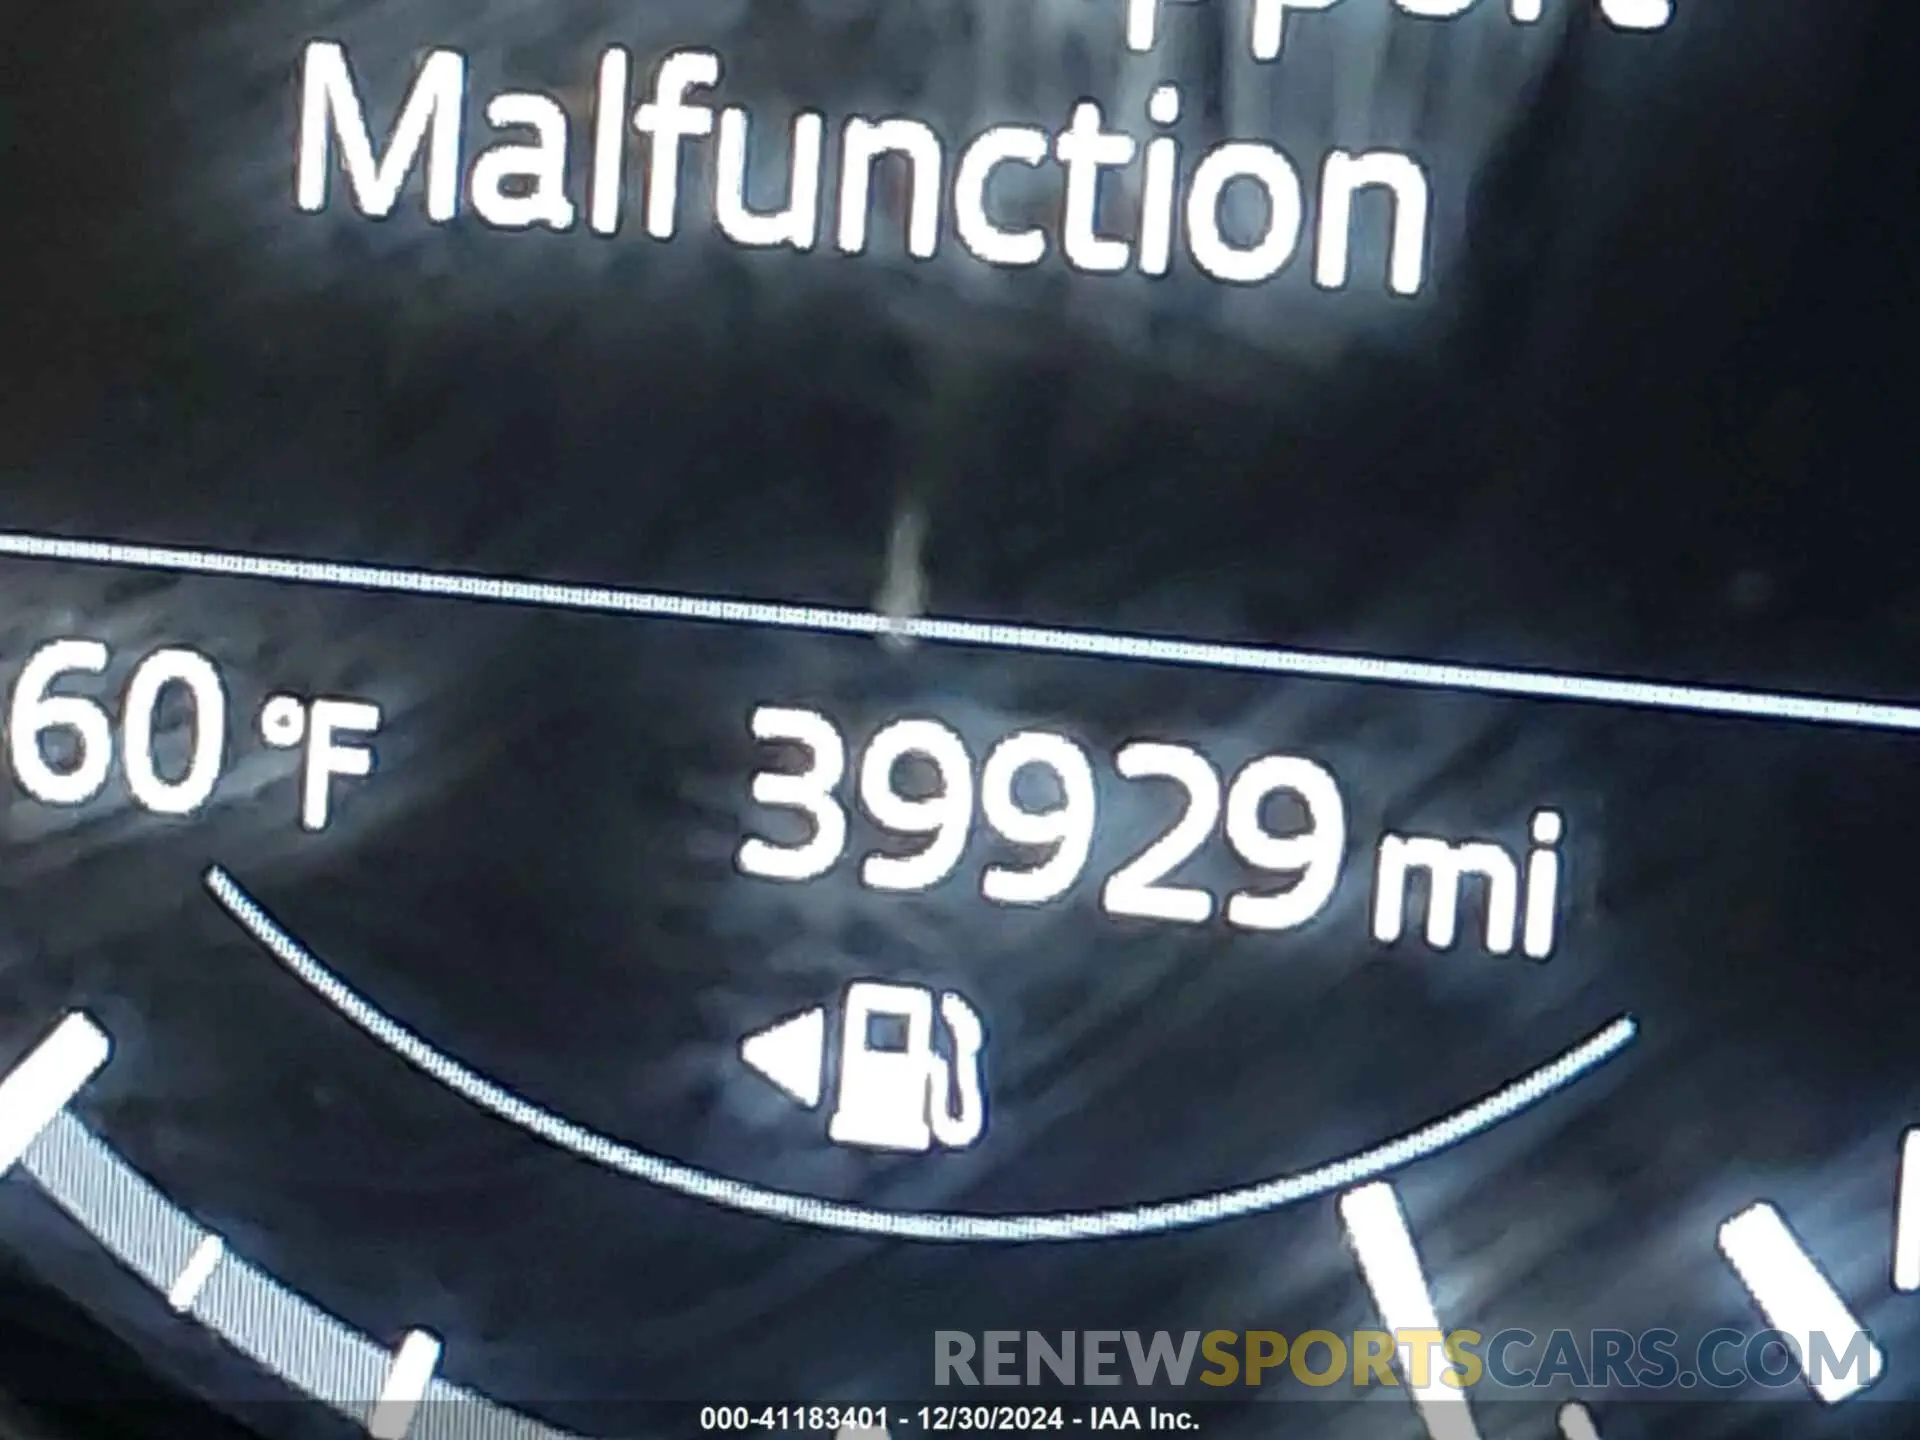 Malfunction
60 °F
39929 mi
RENEWSPORTSCARS.COM
000-41183401 - 12/30/2024 - IAA Inc.